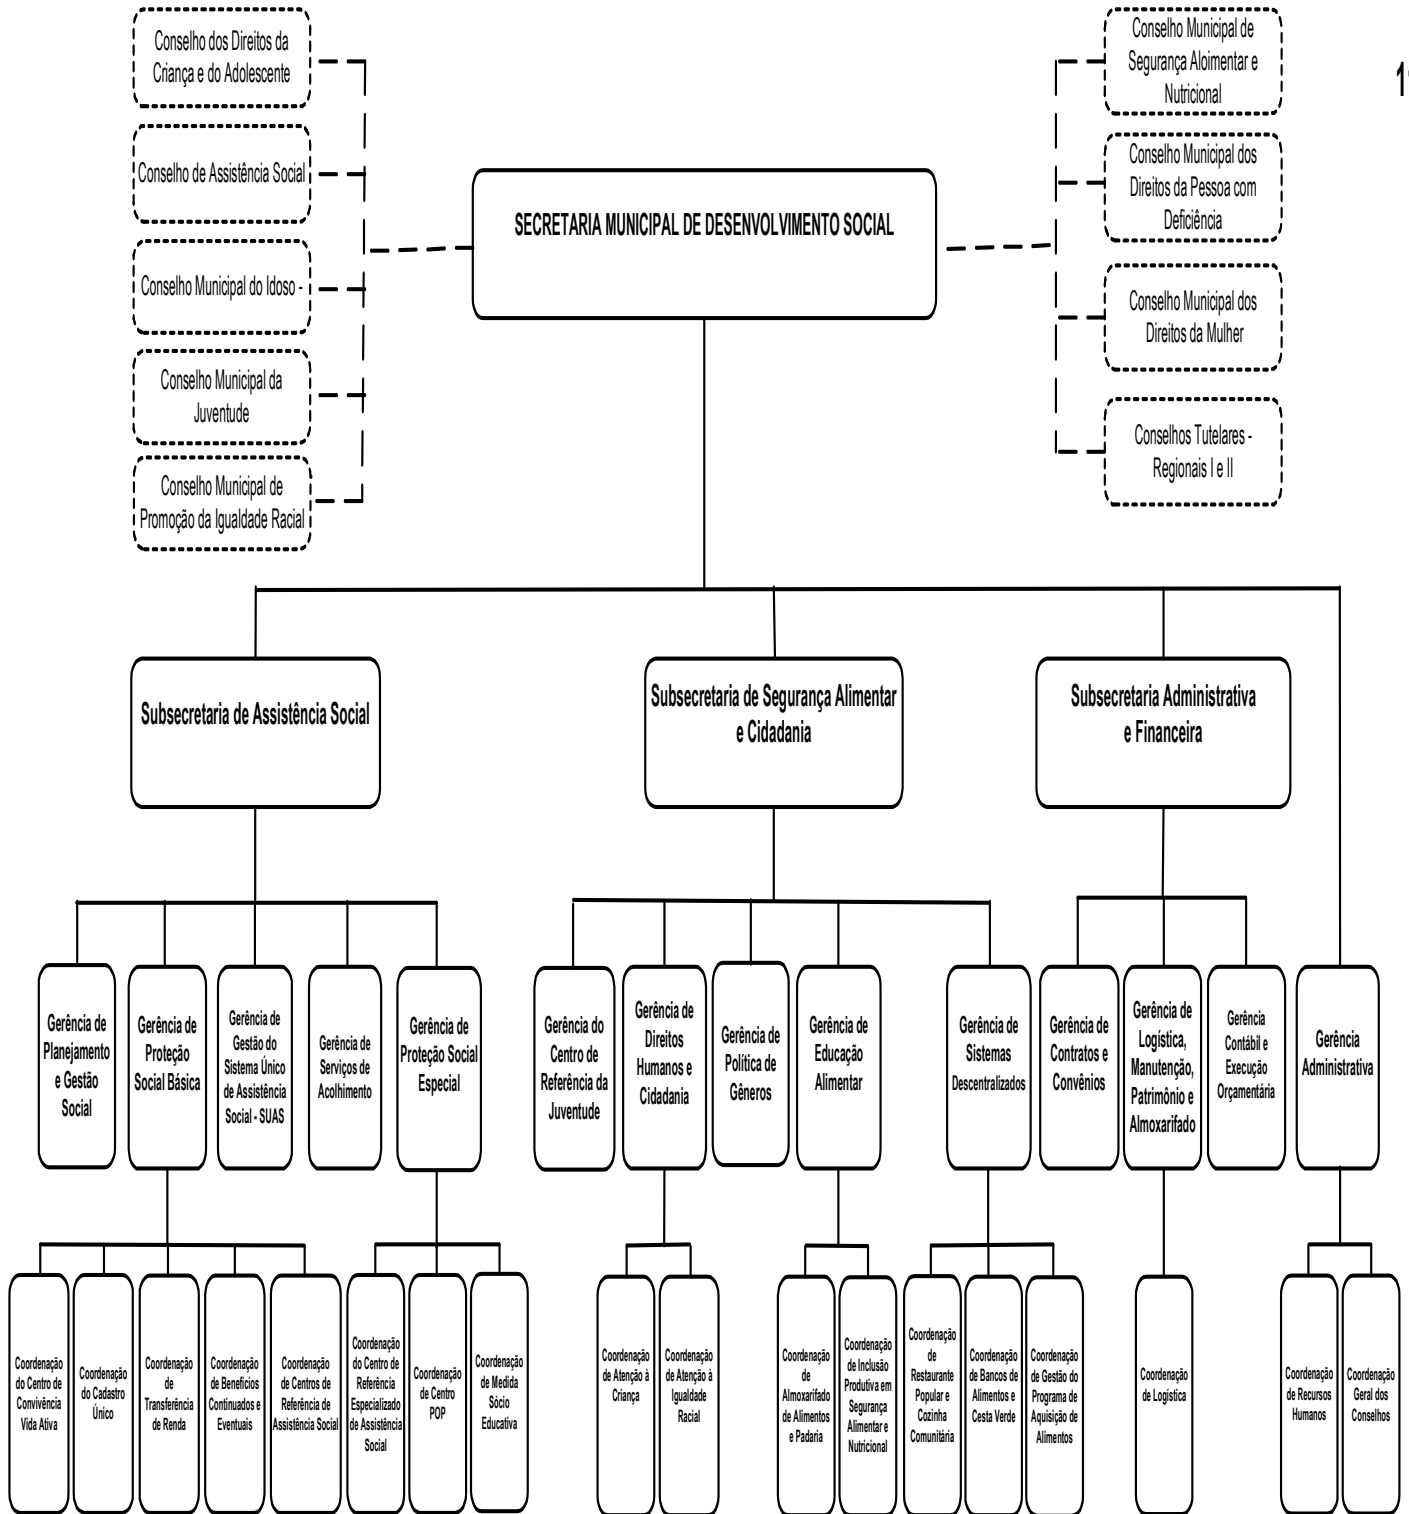 Conselho dos Direitos da
Criança e do Adolescente
Conselho de Assistência Social
Conselho Municipal do Idoso -
Conselho Municipal da
Juventude
Conselho Municipal de
Promoção da Igualdade Racial
SECRETARIA MUNICIPAL DE DESENVOLVIMENTO SOCIAL
Conselho Municipal de
Segurança Aloimentar e
Nutricional
Conselho Municipal dos
Direitos da Pessoa com
Deficiência
Conselho Municipal dos
Direitos da Mulher
Conselhos Tutelares -
Regionais I e II
Subsecretaria de Assistência Social
Subsecretaria de Segurança Alimentar
e Cidadania
Subsecretaria Administrativa
e Financeira
Gerência de
Planejamento
e Gestão
Social
Gerência de
Proteção
Social Básica
Gerência de
Gestão do
Sistema Único
de Assistência
Social - SUAS
Gerência de
Serviços de
Acolhimento
Gerência de
Proteção Social
Especial
Gerência do
Centro de
Referência da
Juventude
Gerência de
Direitos
Humanos e
Cidadania
Gerência de
Política de
Gêneros
Gerência de
Educação
Alimentar
Gerência de
Sistemas
Descentralizados
Gerência de
Contratos e
Convênios
Gerência de
Logística,
Manutenção,
Patrimônio e
Almoxarifado
Gerência
Contábil e
Execução
Orçamentária
Gerência
Administrativa
Coordenação
do Centro de
Convivência
Vida Ativa
Coordenação
do Cadastro
Único
Coordenação
de
Transferência
de Renda
Coordenação
de Benefícios
Continuados e
Eventuais
Coordenação
de Centros de
Referência de
Assistência Social
Coordenação
do Centro de
Referência
Especializado
de Assistência
Social
Coordenação
de Centro
POP
Coordenação
de Medida
Sócio
Educativa
Coordenação
de Atenção à
Criança
Coordenação
de Atenção à
Igualdade
Racial
Coordenação
de
Almoxarifado
de Alimentos
e Padaria
Coordenação
de Inclusão
Produtiva em
Segurança
Alimentar e
Nutricional
Coordenação
de
Restaurante
Popular e
Cozinha
Comunitária
Coordenação
de Bancos de
Alimentos e
Cesta Verde
Coordenação
de Gestão do
Programa de
Aquisição de
Alimentos
Coordenação
de Logística
Coordenação
de Recursos
Humanos
Coordenação
Geral dos
Conselhos